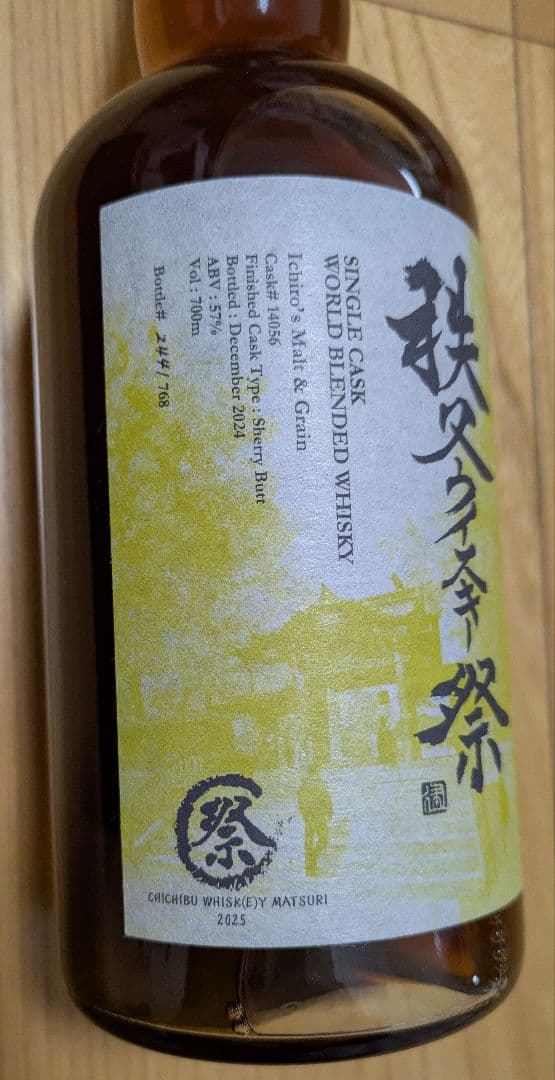 秩父ウイスキー祭
SINGLE CASK
WORLD BLENDED WHISKY
Ichiro's Malt & Grain
Cask# 14056
Finished Cask Type : Sherry Butt
Bottled : December 2024
ABV : 57%
Vol : 700m
Bottle# 244/768
祭
CHICHIBU WHISK(E)Y MATSURI
2025